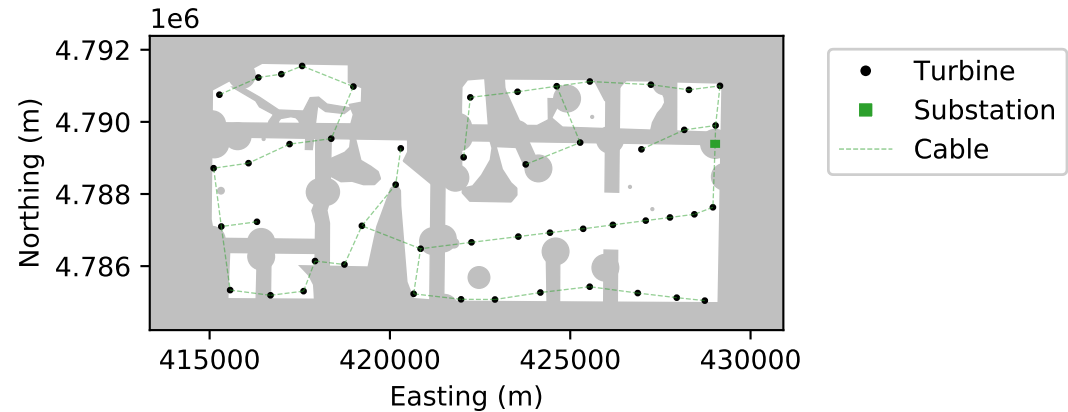 1e6
4.792
4.790
4.788
4.786
Northing (m)
415000 420000 425000 430000
Easting (m)
Turbine
Substation
Cable